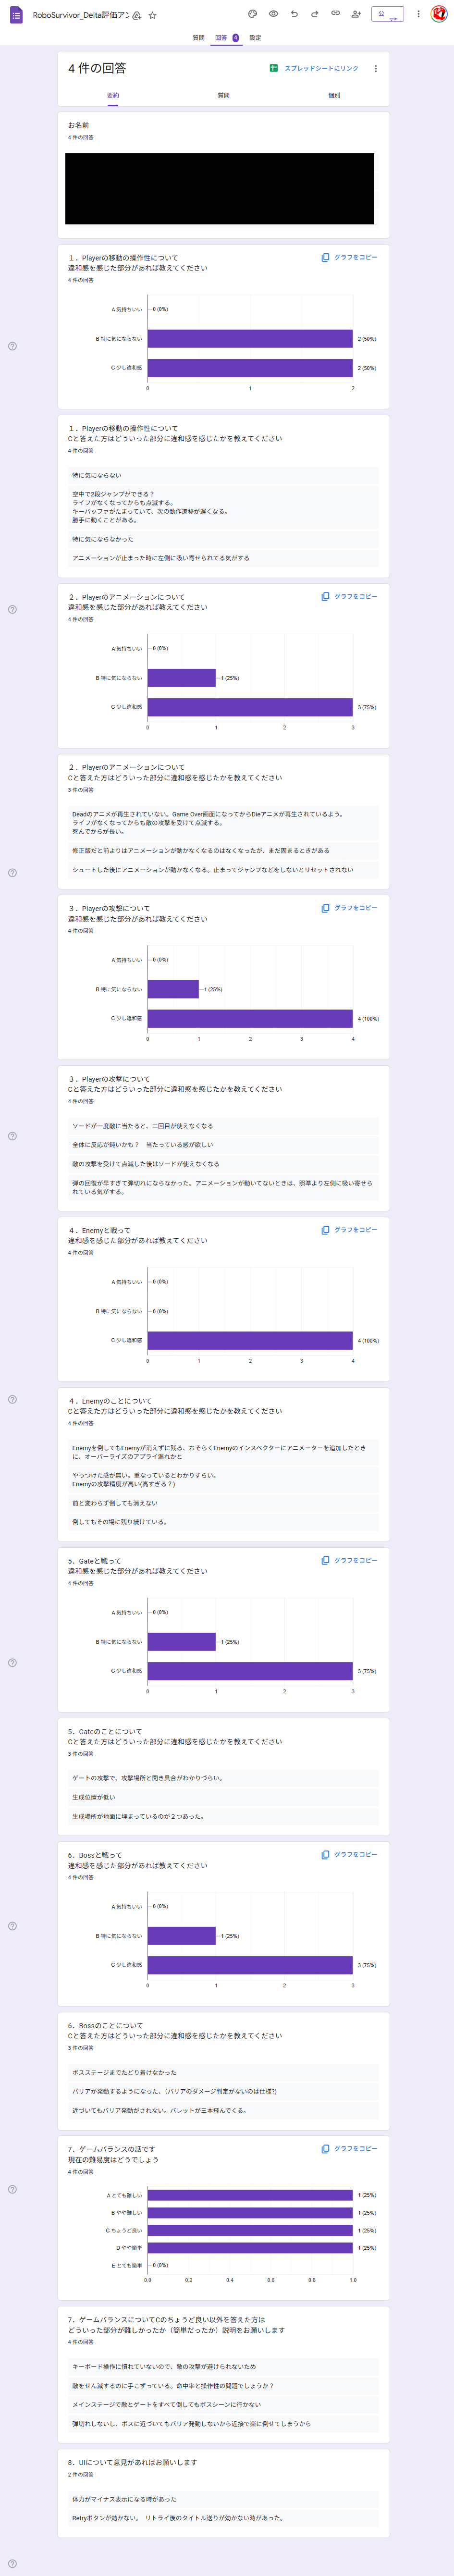 RoboSurvivor_Delta評価アン
質問
回答 4
設定
4 件の回答
スプレッドシートにリンク
要約
質問
個別
お名前
4 件の回答
１．Playerの移動の操作性について
違和感を感じた部分があれば教えてください
グラフをコピー
4 件の回答
A 気持ちいい
0 (0%)
B 特に気にならない
2 (50%)
C 少し違和感
2 (50%)
0 1 2
１．Playerの移動の操作性について
Cと答えた方はどういった部分に違和感を感じたかを教えてください
4 件の回答
特に気にならない
空中で2段ジャンプができる？
ライフがなくなってからも点滅する。
キーバッファがたまっていて、次の動作遷移が遅くなる。
勝手に動くことがある。
特に気にならなかった
アニメーションが止まった時に左側に吸い寄せられてる気がする
２．Playerのアニメーションについて
違和感を感じた部分があれば教えてください
グラフをコピー
4 件の回答
A 気持ちいい
0 (0%)
B 特に気にならない
1 (25%)
C 少し違和感
3 (75%)
0 1 2 3
２．Playerのアニメーションについて
Cと答えた方はどういった部分に違和感を感じたかを教えてください
3 件の回答
Deadのアニメが再生されていない。Game Over画面になってからDieアニメが再生されているよう。
ライフがなくなってからも敵の攻撃を受けて点滅する。
死んでからが長い。
修正版だと前よりはアニメーションが動かなくなるのはなくなったが、まだ固まるときがある
シュートした後にアニメーションが動かなくなる。止まってジャンプなどをしないとリセットされない
３．Playerの攻撃について
違和感を感じた部分があれば教えてください
グラフをコピー
4 件の回答
A 気持ちいい
0 (0%)
B 特に気にならない
1 (25%)
C 少し違和感
4 (100%)
0 1 2 3 4
３．Playerの攻撃について
Cと答えた方はどういった部分に違和感を感じたかを教えてください
4 件の回答
ソードが一度敵に当たると、二回目が使えなくなる
全体に反応が鈍いかも？　当たっている感が欲しい
敵の攻撃を受けて点滅した後はソードが使えなくなる
弾の回復が早すぎて弾切れにならなかった。アニメーションが動いてないときは、照準より左側に吸い寄せら
れている気がする。
４．Enemyと戦って
違和感を感じた部分があれば教えてください
グラフをコピー
4 件の回答
A 気持ちいい
0 (0%)
B 特に気にならない
0 (0%)
C 少し違和感
4 (100%)
0 1 2 3 4
４．Enemyのことについて
Cと答えた方はどういった部分に違和感を感じたかを教えてください
4 件の回答
Enemyを倒してもEnemyが消えずに残る、おそらくEnemyのインスペクターにアニメーターを追加したとき
に、オーバーライズのアプライ漏れかと
やっつけた感が無い。重なっているとわかりずらい。
Enemyの攻撃精度が高い(高すぎる？)
前と変わらず倒しても消えない
倒してもその場に残り続けている。
5．Gateと戦って
違和感を感じた部分があれば教えてください
グラフをコピー
4 件の回答
A 気持ちいい
0 (0%)
B 特に気にならない
1 (25%)
C 少し違和感
3 (75%)
0 1 2 3
5．Gateのことについて
Cと答えた方はどういった部分に違和感を感じたかを教えてください
3 件の回答
ゲートの攻撃で、攻撃場所と聞き具合がわかりづらい。
生成位置が低い
生成場所が地面に埋まっているのが２つあった。
6．Bossと戦って
違和感を感じた部分があれば教えてください
グラフをコピー
4 件の回答
A 気持ちいい
0 (0%)
B 特に気にならない
1 (25%)
C 少し違和感
3 (75%)
0 1 2 3
6．Bossのことについて
Cと答えた方はどういった部分に違和感を感じたかを教えてください
3 件の回答
ボスステージまでたどり着けなかった
バリアが発動するようになった、(バリアのダメージ判定がないのは仕様?)
近づいてもバリア発動がされない。バレットが三本飛んでくる。
7．ゲームバランスの話です
現在の難易度はどうでしょう
グラフをコピー
4 件の回答
A とても難しい
1 (25%)
B やや難しい
1 (25%)
C ちょうど良い
1 (25%)
D やや簡単
1 (25%)
E とても簡単
0 (0%)
0.0 0.2 0.4 0.6 0.8 1.0
7．ゲームバランスについてCのちょうど良い以外を答えた方は
どういった部分が難しかったか（簡単だったか）説明をお願いします
4 件の回答
キーボード操作に慣れていないので、敵の攻撃が避けられないため
敵をせん滅するのに手こずっている。命中率と操作性の問題でしょうか？
メインステージで敵とゲートをすべて倒してもボスシーンに行かない
弾切れしないし、ボスに近づいてもバリア発動しないから近接で楽に倒せてしまうから
８．UIについて意見があればお願いします
2 件の回答
体力がマイナス表示になる時があった
Retryボタンが効かない。 リトライ後のタイトル送りが効かない時があった。